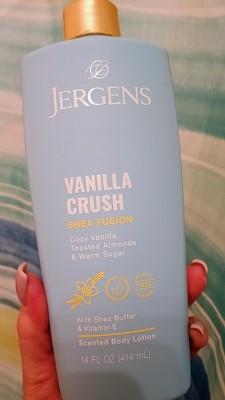 JERGENS
VANILLA
CRUSH
SHEA FUSION
Cozy Vanilla,
Toasted Almonds
& Warm Sugar
FREE
With Shea Butter
& Vitamin E
Scented Body Lotion
14 FL OZ (414 mL)